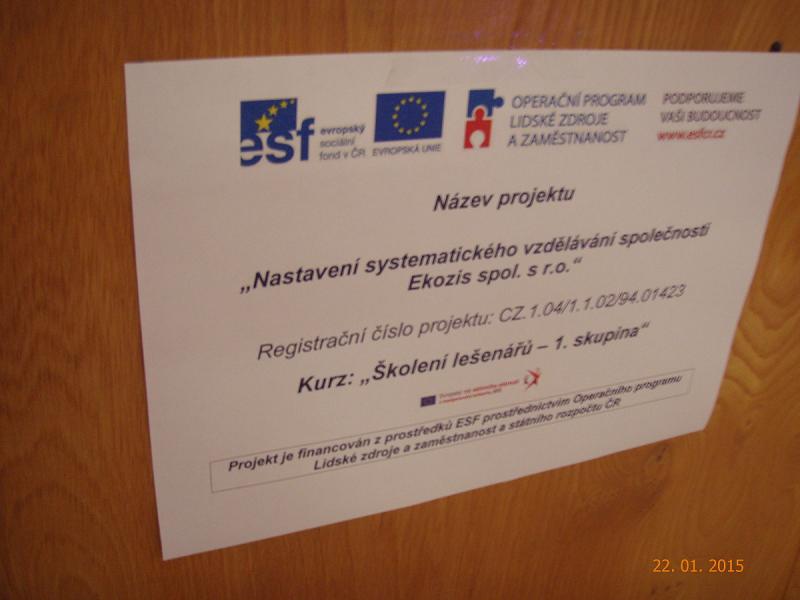 esf evropský
sociální
fond v ČR
EVROPSKÁ UNIE
OPERAČNÍ PROGRAM
LIDSKÉ ZDROJE
A ZAMĚSTNANOST
PODPORUJEME
VAŠI BUDOUCNOST
www.esfcr.cz
Název projektu
„Nastavení systematického vzdělávání společnosti
Ekozis spol. s r.o.“
Registrační číslo projektu: CZ.1.04/1.1.02/94.01423
Kurz: „Školení lešenářů – 1. skupina“
Projekt je financován z prostředků ESF prostřednictvím Operačního programu
Lidské zdroje a zaměstnanost a státního rozpočtu ČR
22. 01. 2015